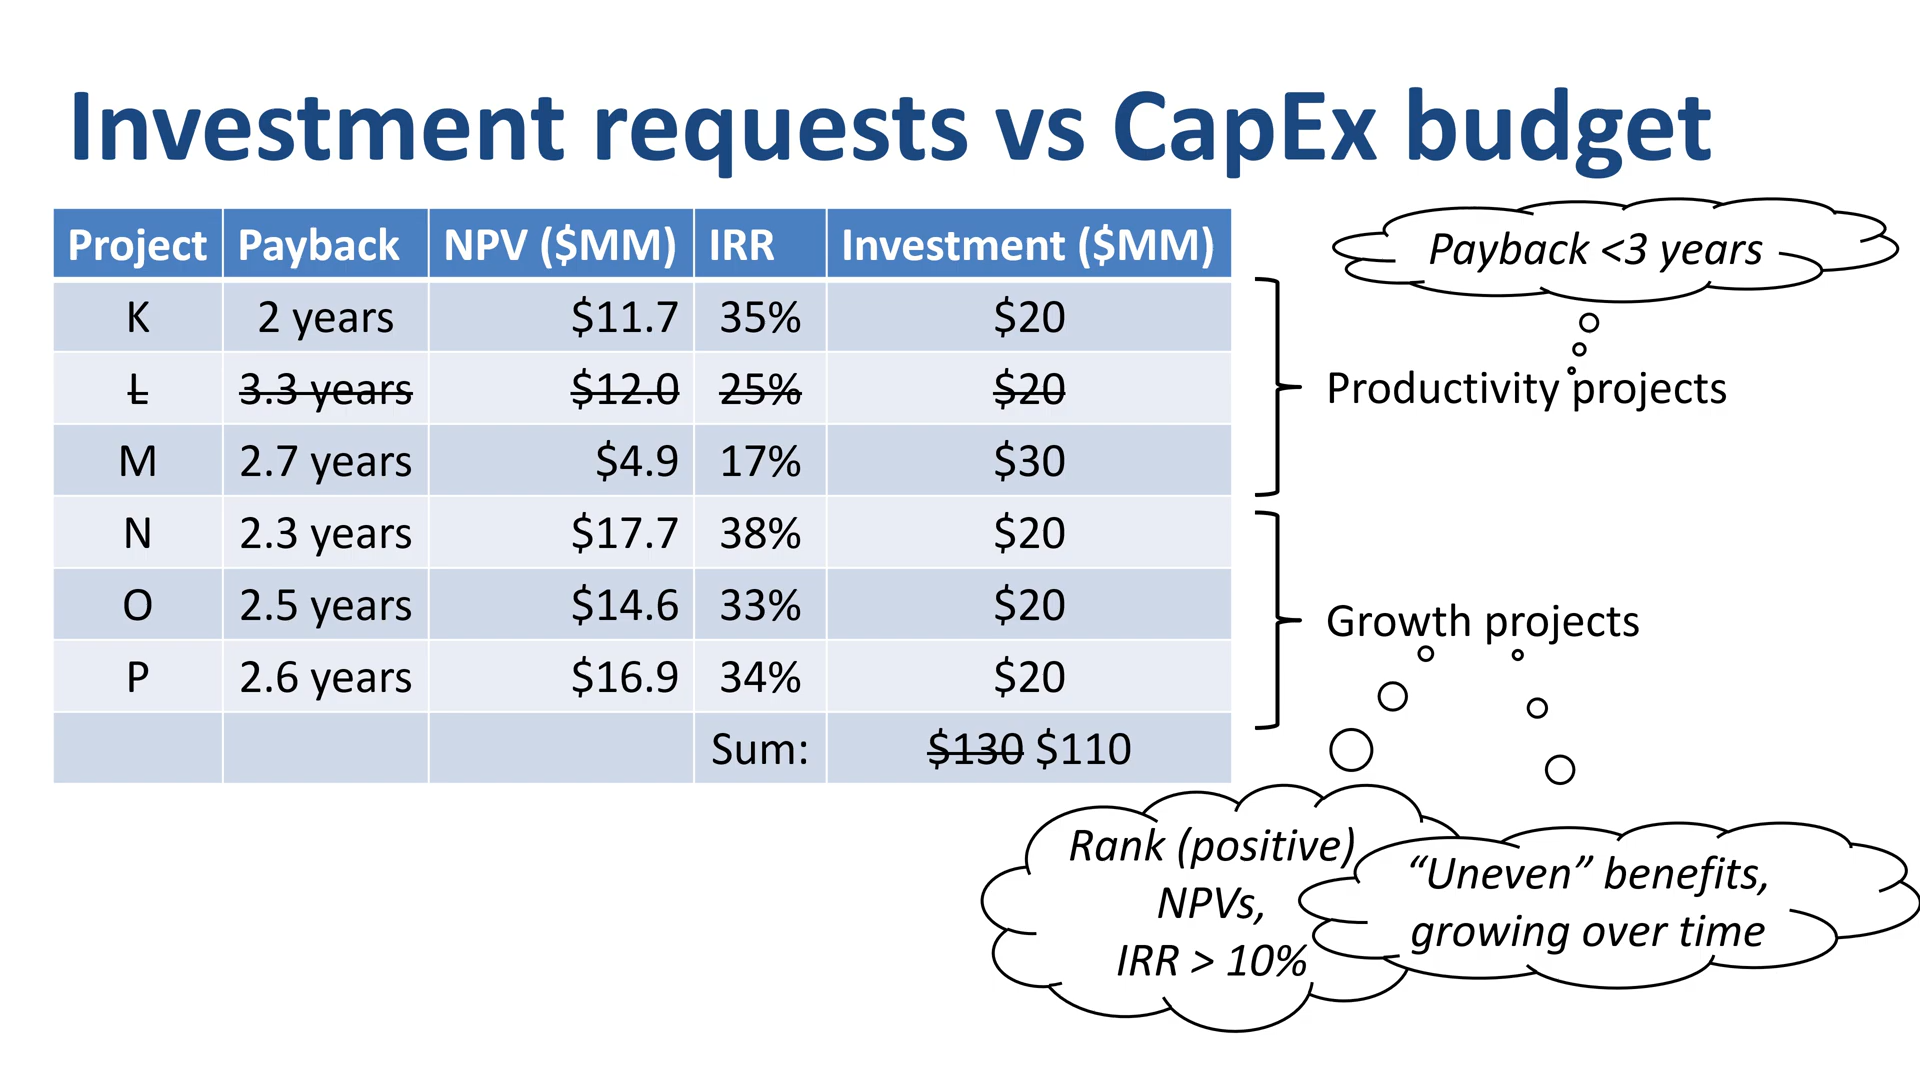 Investment requests vs CapEx budget
Project Payback NPV ($MM) IRR Investment ($MM)
K 2 years $11.7 35% $20
L 3.3 years $12.0 25% $20
M 2.7 years $4.9 17% $30
N 2.3 years $17.7 38% $20
O 2.5 years $14.6 33% $20
P 2.6 years $16.9 34% $20
Sum: $130 $110
Payback <3 years
Productivity projects
Growth projects
Rank (positive)
NPVs,
IRR > 10%
“Uneven” benefits,
growing over time